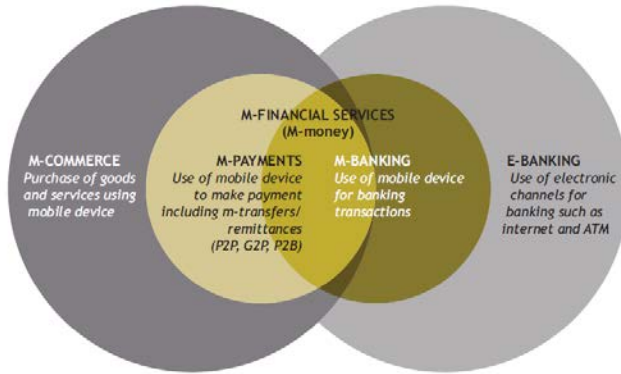 M-FINANCIAL SERVICES
(M-money)
M-COMMERCE
Purchase of goods
and services using
mobile device
M-PAYMENTS
Use of mobile device
to make payment
including m-transfers/
remittances
(P2P, G2P, P2B)
M-BANKING
Use of mobile device
for banking
transactions
E-BANKING
Use of electronic
channels for
banking such as
internet and ATM